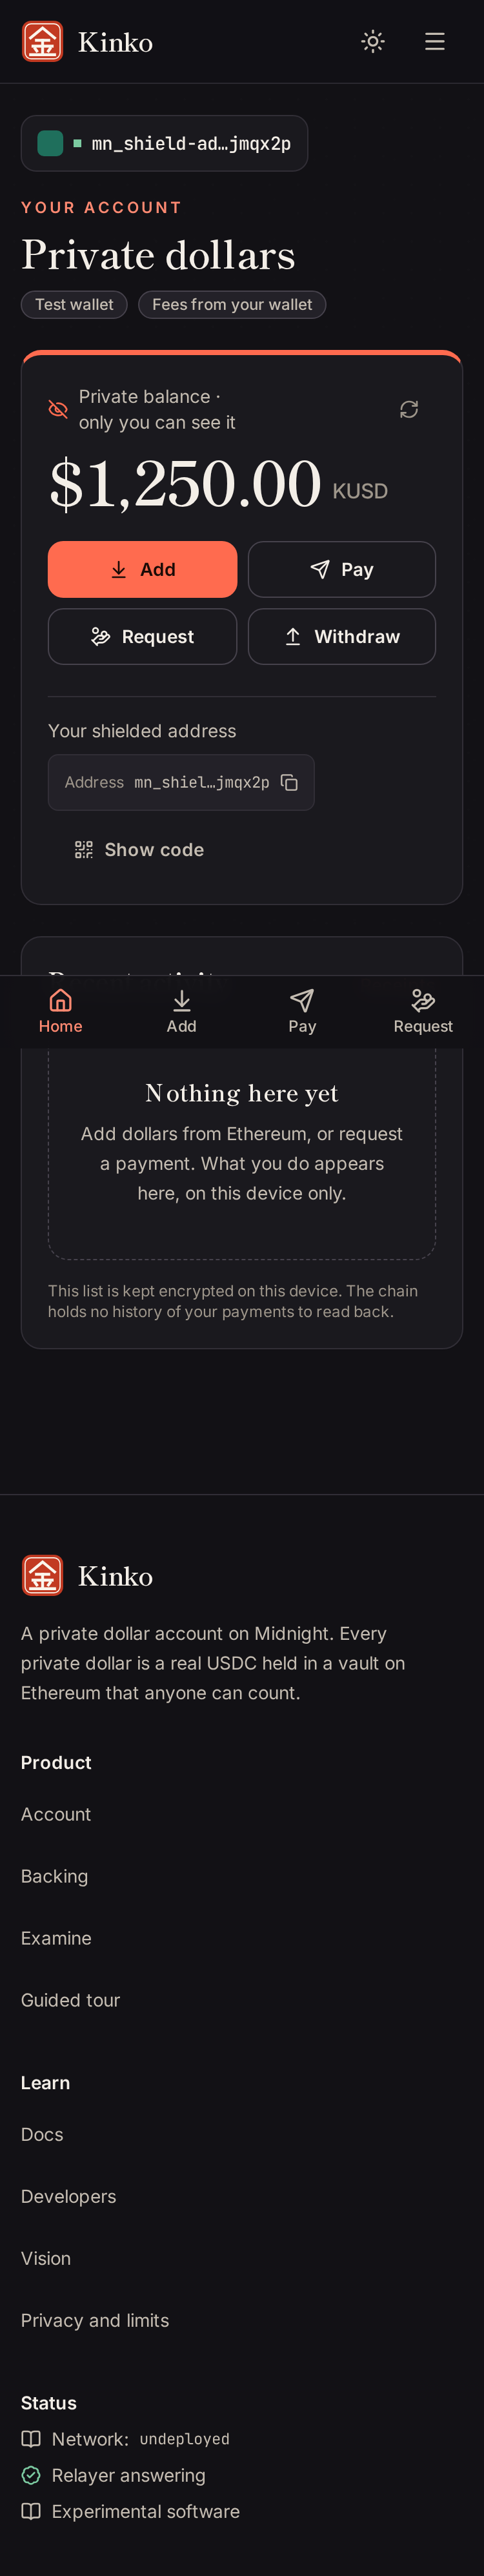 金 Kinko
mn_shield-ad…jmqx2p
YOUR ACCOUNT
Private dollars
Test wallet
Fees from your wallet
Private balance ·
only you can see it
$1,250.00 KUSD
Add
Pay
Request
Withdraw
Your shielded address
Address mn_shiel…jmqx2p
Show code
Home
Add
Pay
Request
Nothing here yet
Add dollars from Ethereum, or request
a payment. What you do appears
here, on this device only.
This list is kept encrypted on this device. The chain
holds no history of your payments to read back.
金 Kinko
A private dollar account on Midnight. Every
private dollar is a real USDC held in a vault on
Ethereum that anyone can count.
Product
Account
Backing
Examine
Guided tour
Learn
Docs
Developers
Vision
Privacy and limits
Status
Network: undeployed
Relayer answering
Experimental software